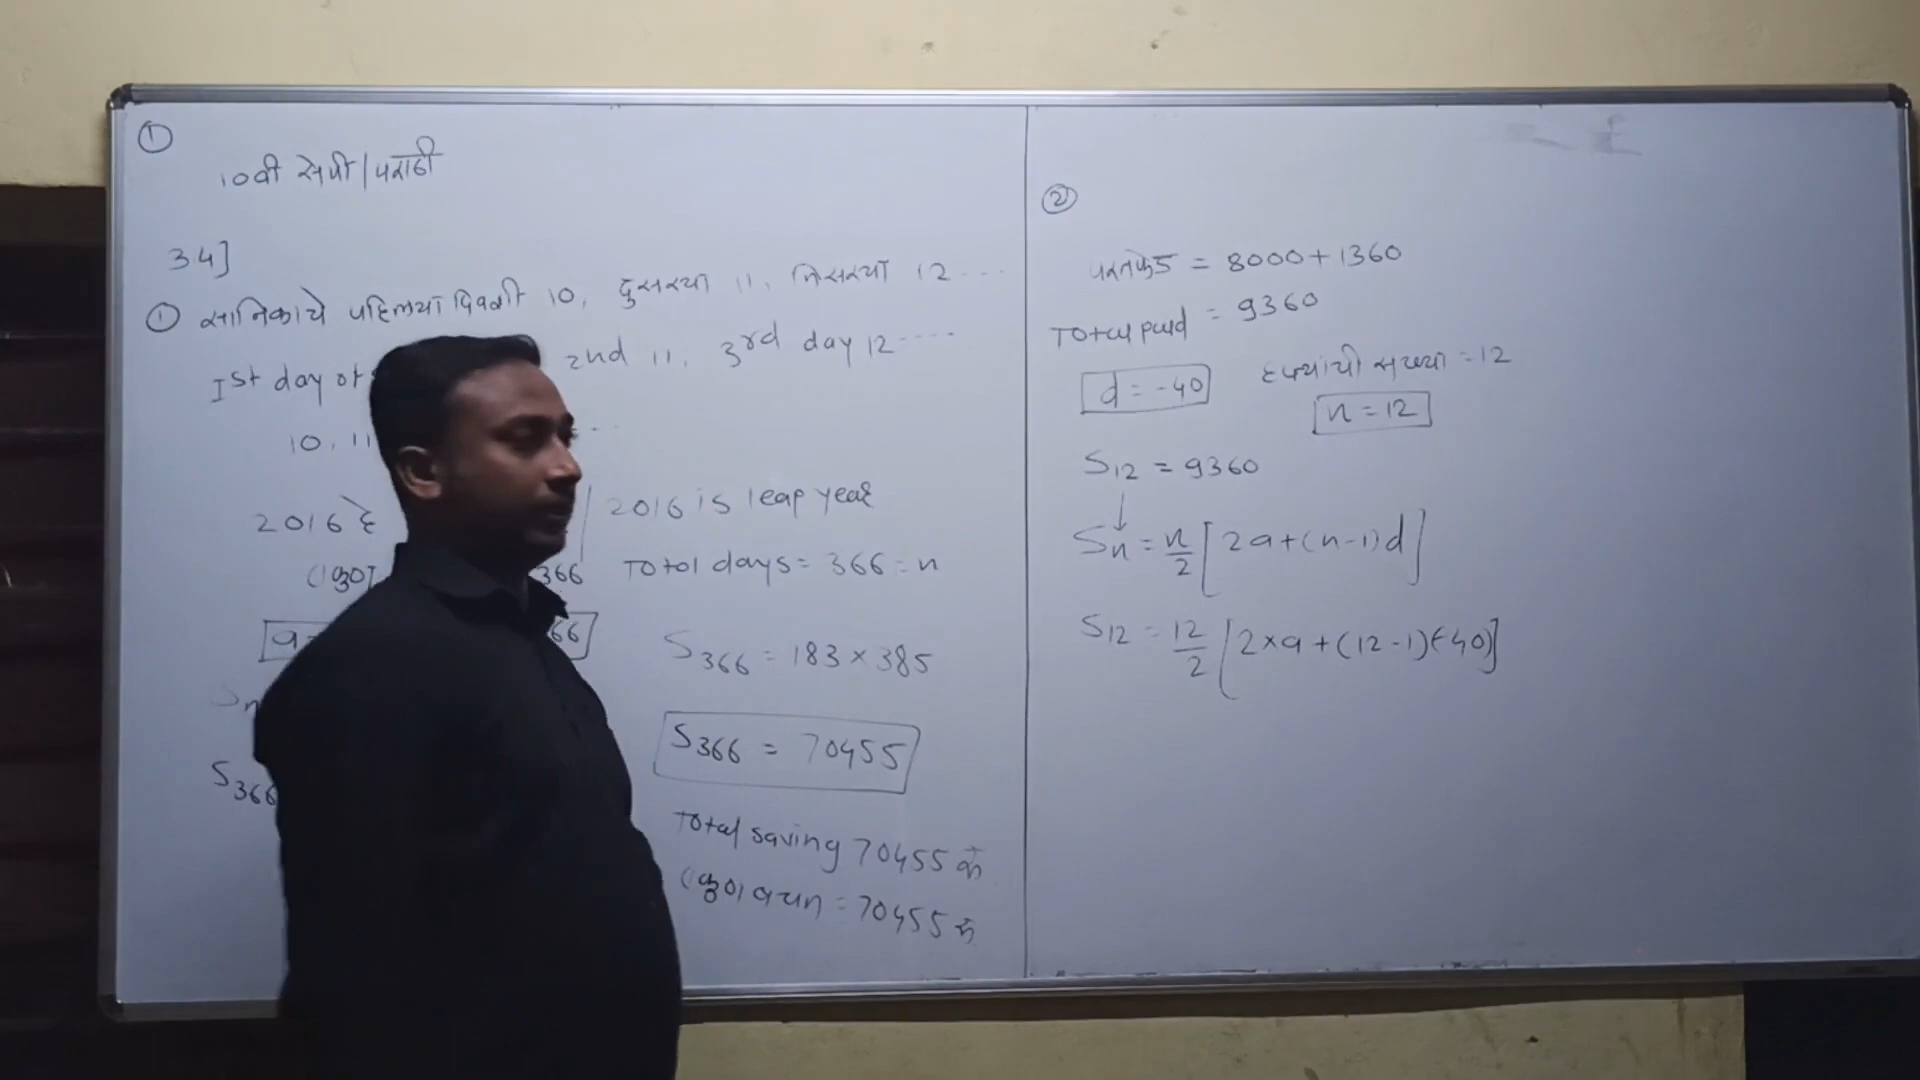 ①
10वी सेमी/मराठी
34]
① सानिकाचे पहिल्या दिवशी 10, दुसऱ्या 11, तिसऱ्या 12 ....
Ist day of 2nd 11, 3rd day 12 ....
10, 11
2016 हे
2016 is leap year
366
Total days = 366 = n
66
S366 = 183 × 385
S366 = 70455
Sn
S366
Total saving 70455 रु
कुण बचत = 70455 रु
②
परतफेड = 8000 + 1360
Total paid = 9360
d = -40
हप्त्यांची संख्या = 12
n = 12
S12 = 9360
↓
Sn = n/2 [2a + (n-1)d]
S12 = 12/2 [2×a + (12-1)(-40)]